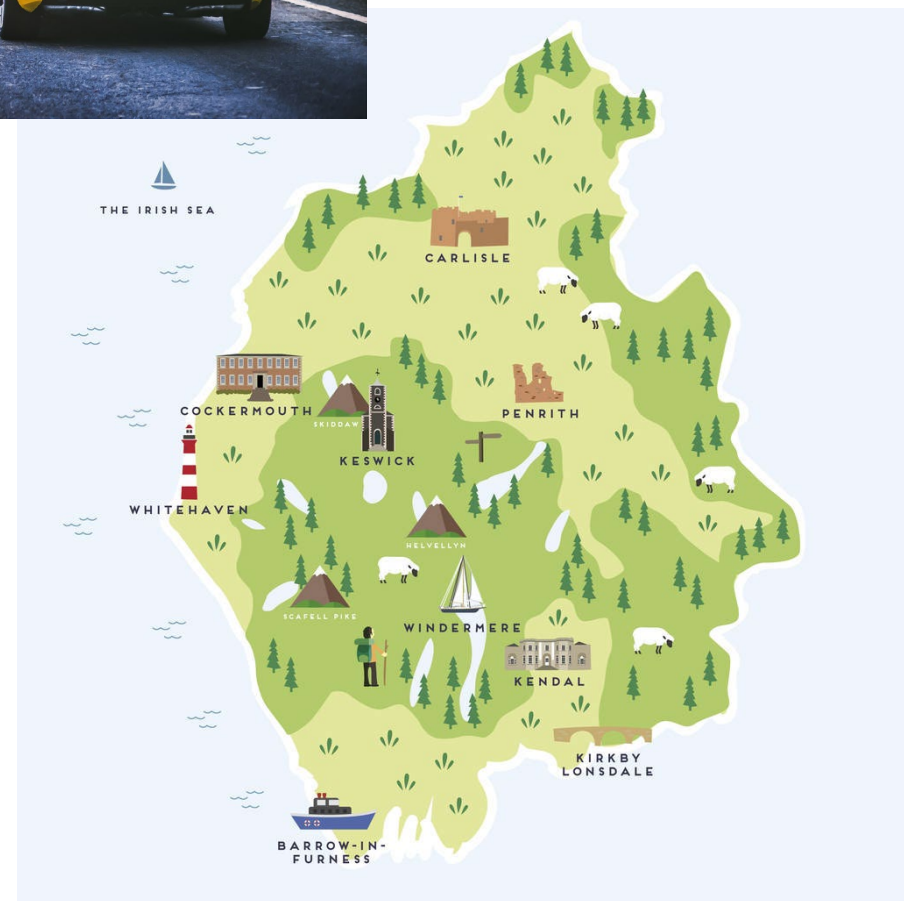 THE IRISH SEA
CARLISLE
COCKERMOUTH
SKIDDAW
PENRITH
KESWICK
WHITEHAVEN
HELVELLYN
SCAFELL PIKE
WINDERMERE
KENDAL
KIRKBY
LONSDALE
BARROW-IN-
FURNESS